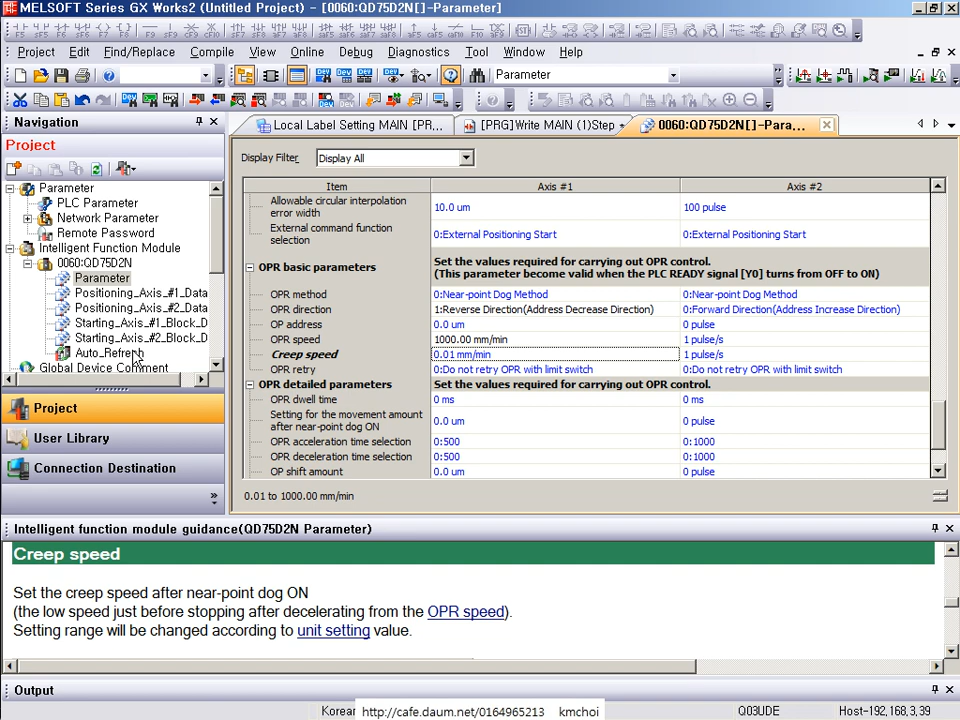 MELSOFT Series GX Works2 (Untitled Project) - [0060:QD75D2N[]-Parameter]
Project Edit Find/Replace Compile View Online Debug Diagnostics Tool Window Help
Parameter
Navigation
Local Label Setting MAIN [PR...
[PRG]Write MAIN (1)Step
0060:QD75D2N[]-Para...
Project
Parameter
PLC Parameter
Network Parameter
Remote Password
Intelligent Function Module
0060:QD75D2N
Parameter
Positioning_Axis_#1_Data
Positioning_Axis_#2_Data
Starting_Axis_#1_Block_D
Starting_Axis_#2_Block_D
Auto_Refresh
Global Device Comment
Project
User Library
Connection Destination
Display Filter Display All
Item Axis #1 Axis #2
Allowable circular interpolation
error width 10.0 um 100 pulse
External command function
selection 0:External Positioning Start 0:External Positioning Start
OPR basic parameters Set the values required for carrying out OPR control.
(This parameter become valid when the PLC READY signal [Y0] turns from OFF to ON)
OPR method 0:Near-point Dog Method 0:Near-point Dog Method
OPR direction 1:Reverse Direction(Address Decrease Direction) 0:Forward Direction(Address Increase Direction)
OP address 0.0 um 0 pulse
OPR speed 1000.00 mm/min 1 pulse/s
Creep speed 0.01 mm/min 1 pulse/s
OPR retry 0:Do not retry OPR with limit switch 0:Do not retry OPR with limit switch
OPR detailed parameters Set the values required for carrying out OPR control.
OPR dwell time 0 ms 0 ms
Setting for the movement amount
after near-point dog ON 0.0 um 0 pulse
OPR acceleration time selection 0:500 0:1000
OPR deceleration time selection 0:500 0:1000
OP shift amount 0.0 um 0 pulse
0.01 to 1000.00 mm/min
Intelligent function module guidance(QD75D2N Parameter)
Creep speed
Set the creep speed after near-point dog ON
(the low speed just before stopping after decelerating from the OPR speed).
Setting range will be changed according to unit setting value.
Output
Korean http://cafe.daum.net/0164965213 kmchoi Q03UDE Host-192,168,3,39